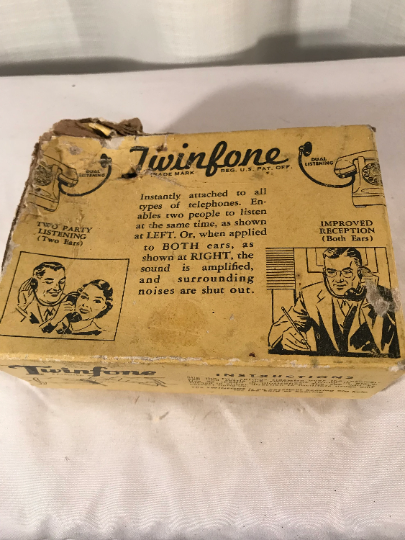 Twinfone
TRADE MARK REG. U.S. PAT. OFF.
DUAL
LISTENING
DUAL
LISTENING
Instantly attached to all
types of telephones. En-
ables two people to listen
at the same time, as shown
at LEFT. Or, when applied
to BOTH ears, as
shown at RIGHT, the
sound is amplified,
and surrounding
noises are shut out.
TWO PARTY
LISTENING
(Two Ears)
IMPROVED
RECEPTION
(Both Ears)
Twinfone
INSTRUCTIONS